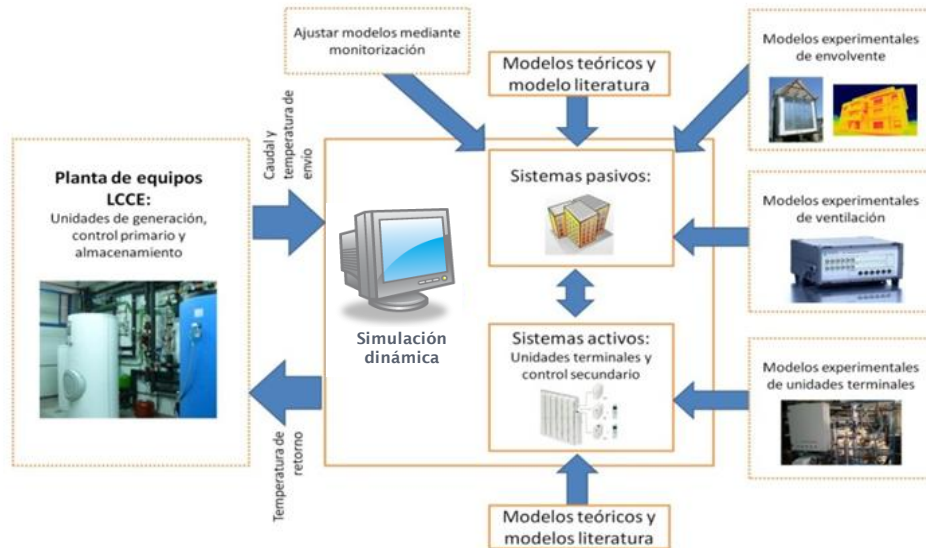 Ajustar modelos mediante
monitorización
Modelos teóricos y
modelo literatura
Modelos experimentales
de envolvente
Caudal y
temperatura de
envío
Planta de equipos
LCCE:
Unidades de generación,
control primario y
almacenamiento
Sistemas pasivos:
Modelos experimentales
de ventilación
Simulación
dinámica
Sistemas activos:
Unidades terminales y
control secundario
Modelos experimentales
de unidades terminales
Temperatura de
retorno
Modelos teóricos y
modelos literatura